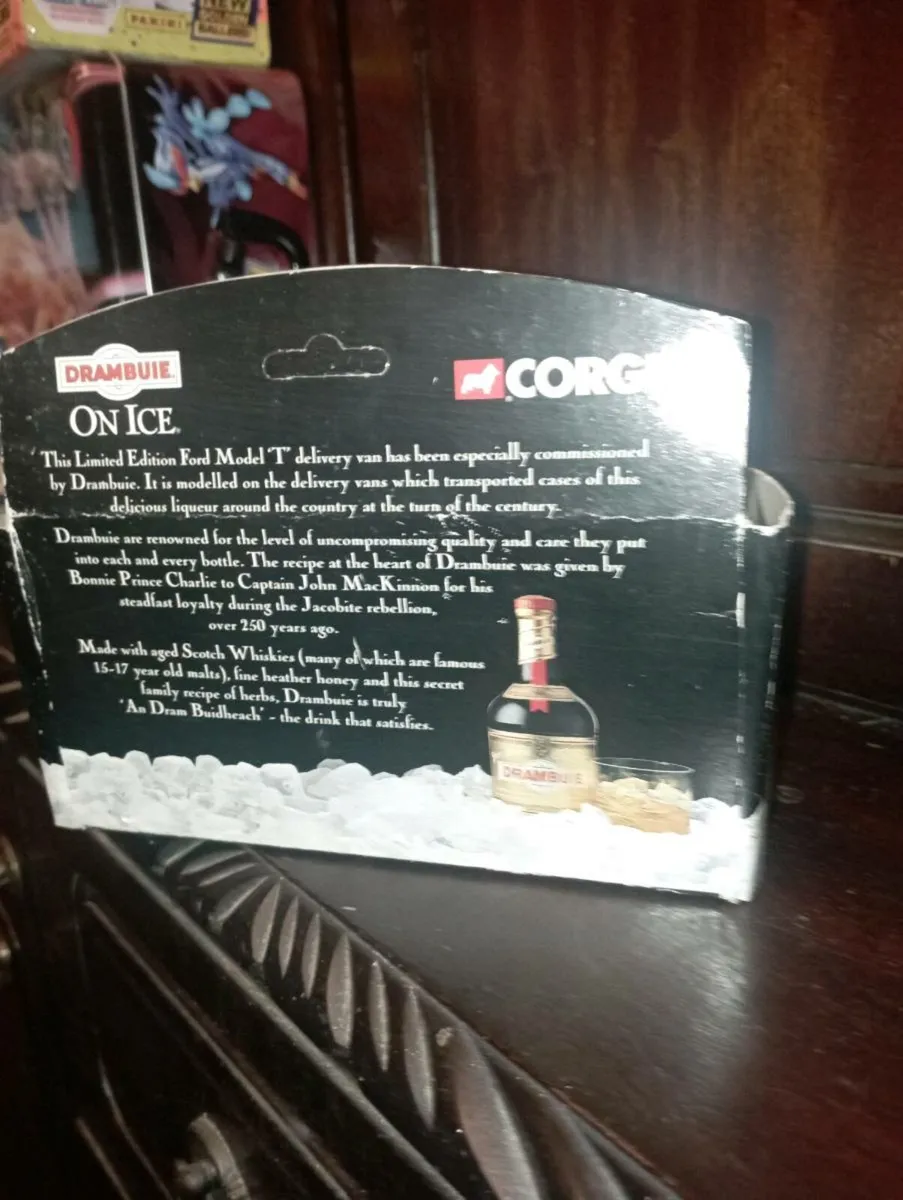 NEW
PANINI
GOLDEN
BALLERS!
DRAMBUIE
CORG
ON ICE
This Limited Edition Ford Model 'T' delivery van has been especially commissioned
by Drambuie. It is modelled on the delivery vans which transported cases of this
delicious liqueur around the country at the turn of the century.
Drambuie are renowned for the level of uncompromising quality and care they put
into each and every bottle. The recipe at the heart of Drambuie was given by
Bonnie Prince Charlie to Captain John MacKinnon for his
steadfast loyalty during the Jacobite rebellion,
over 250 years ago.
Made with aged Scotch Whiskies (many of which are famous
15-17 year old malts), fine heather honey and this secret
family recipe of herbs, Drambuie is truly
'An Dram Buidheach' - the drink that satisfies.
DRAMBUIE